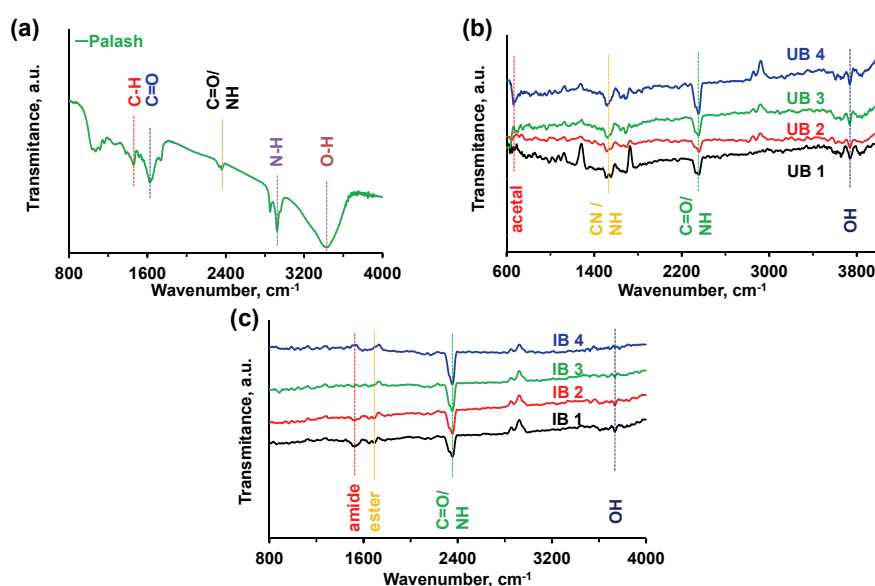 (a)
Palash
C-H
C=O
C=O/
NH
N-H
O-H
Transmitance, a.u.
800 1600 2400 3200 4000
Wavenumber, cm-1
(b)
UB 4
UB 3
UB 2
UB 1
Transmitance, a.u.
acetal
CN /
NH
C=O/
NH
OH
600 1400 2200 3000 3800
Wavenumber, cm-1
(c)
IB 4
IB 3
IB 2
IB 1
Transmitance, a.u.
amide
ester
C=O/
NH
OH
800 1600 2400 3200 4000
Wavenumber, cm-1